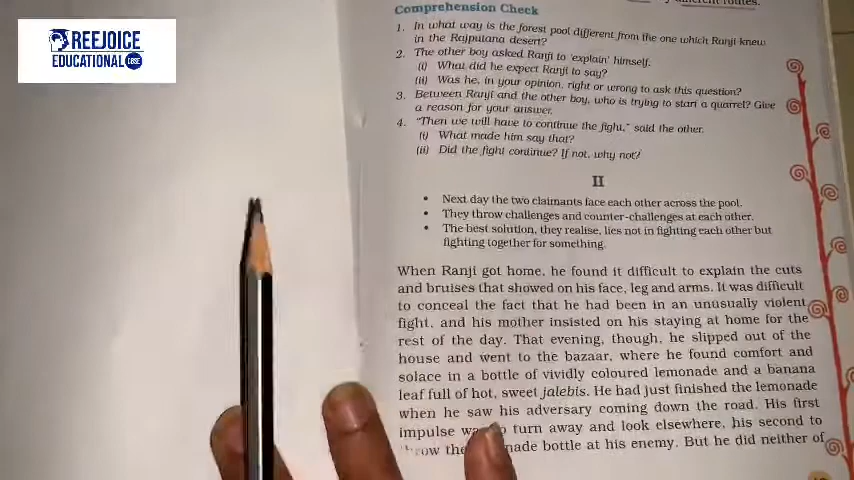 REEJOICE
EDUCATIONAL CBSE
Comprehension Check
1. In what way is the forest pool different from the one which Ranji knew
in the Rajputana desert?
2. The other boy asked Ranji to 'explain' himself.
(i) What did he expect Ranji to say?
(ii) Was he, in your opinion, right or wrong to ask this question?
3. Between Ranji and the other boy, who is trying to start a quarrel? Give
a reason for your answer.
4. "Then we will have to continue the fight," said the other.
(i) What made him say that?
(ii) Did the fight continue? If not, why not?
II
• Next day the two claimants face each other across the pool.
• They throw challenges and counter-challenges at each other.
• The best solution, they realise, lies not in fighting each other but
fighting together for something.
When Ranji got home, he found it difficult to explain the cuts
and bruises that showed on his face, leg and arms. It was difficult
to conceal the fact that he had been in an unusually violent
fight, and his mother insisted on his staying at home for the
rest of the day. That evening, though, he slipped out of the
house and went to the bazaar, where he found comfort and
solace in a bottle of vividly coloured lemonade and a banana
leaf full of hot, sweet jalebis. He had just finished the lemonade
when he saw his adversary coming down the road. His first
impulse was to turn away and look elsewhere, his second to
bottle at his enemy. But he did neither of